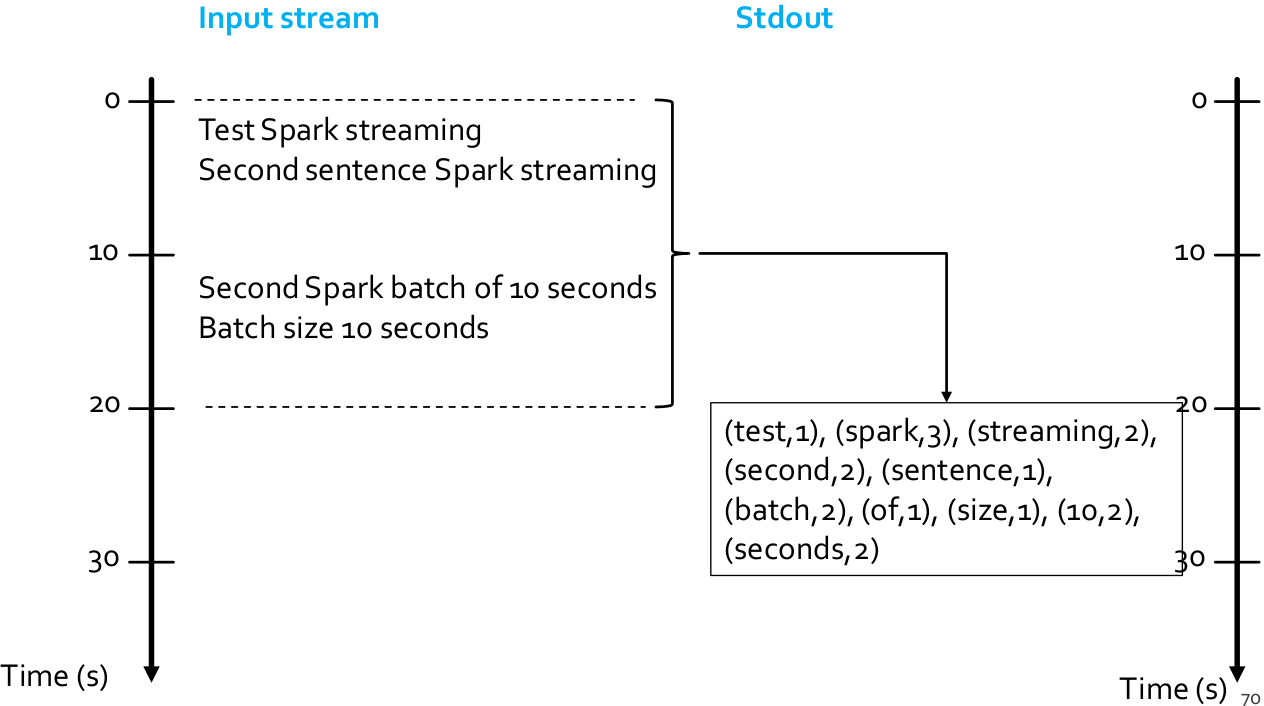 Input stream
Stdout
0
Test Spark streaming
Second sentence Spark streaming
10
Second Spark batch of 10 seconds
Batch size 10 seconds
20
30
Time (s)
0
10
20
(test,1), (spark,3), (streaming,2),
(second,2), (sentence,1),
(batch,2), (of,1), (size,1), (10,2),
(seconds,2)
30
Time (s)
70